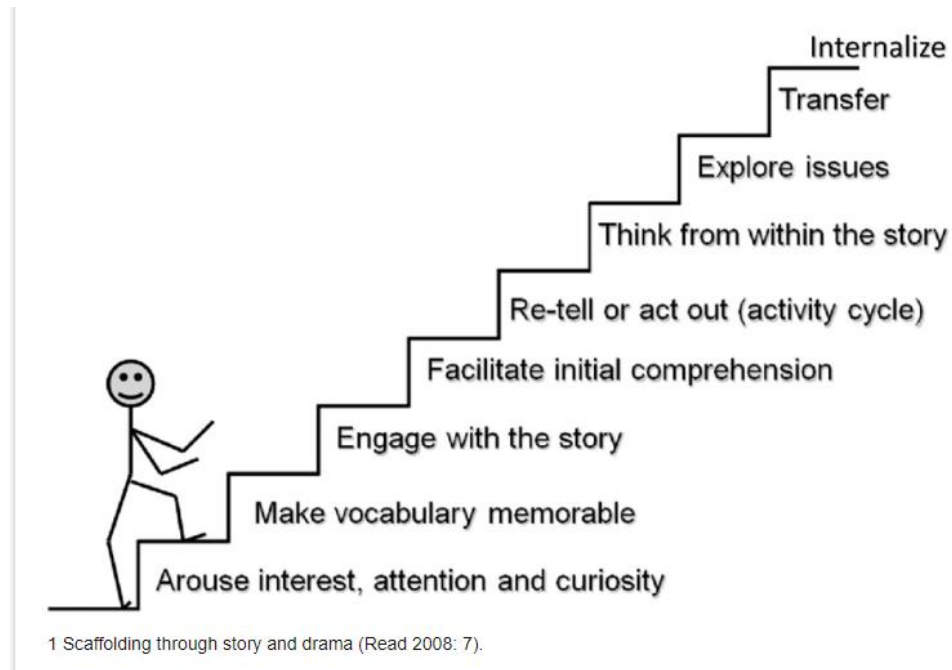 Internalize
Transfer
Explore issues
Think from within the story
Re-tell or act out (activity cycle)
Facilitate initial comprehension
Engage with the story
Make vocabulary memorable
Arouse interest, attention and curiosity
1 Scaffolding through story and drama (Read 2008: 7).